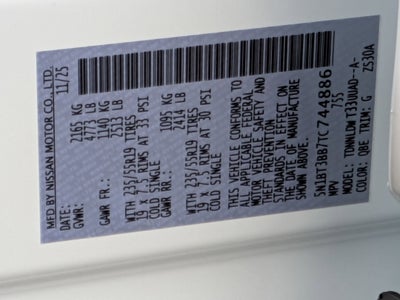 MFD BY NISSAN MOTOR CO., LTD.
DATE: 11/25
GVWR: 2165 KG
4773 LB
GAWR FR.: 1140 KG
2513 LB
WITH 235/55R19 TIRES
19 X 7.5 RIMS AT 33 PSI
COLD SINGLE
GAWR RR.: 1095 KG
2414 LB
WITH 235/55R19 TIRES
19 X 7.5 RIMS AT 30 PSI
COLD SINGLE
THIS VEHICLE CONFORMS TO
ALL APPLICABLE FEDERAL
MOTOR VEHICLE SAFETY AND
THEFT PREVENTION
STANDARDS IN EFFECT ON
THE DATE OF MANUFACTURE
SHOWN ABOVE.
744886
MPV 755
MODEL:
COLOR: QBE TRIM: G Z530A